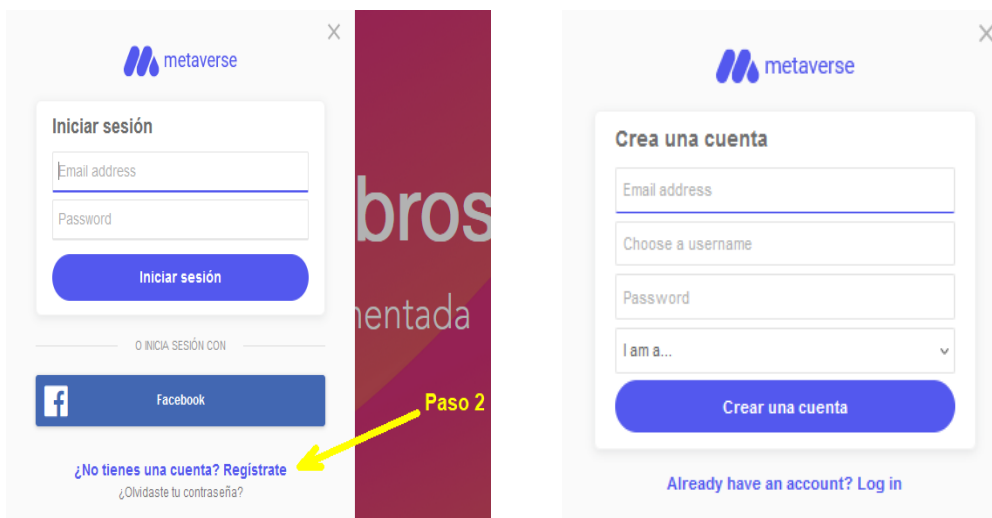 metaverse
Iniciar sesión
Email address
Password
Iniciar sesión
O INICIA SESIÓN CON
Facebook
¿No tienes una cuenta? Regístrate
¿Olvidaste tu contraseña?
bros
mentada
Paso 2
metaverse
Crea una cuenta
Email address
Choose a username
Password
I am a...
Crear una cuenta
Already have an account? Log in